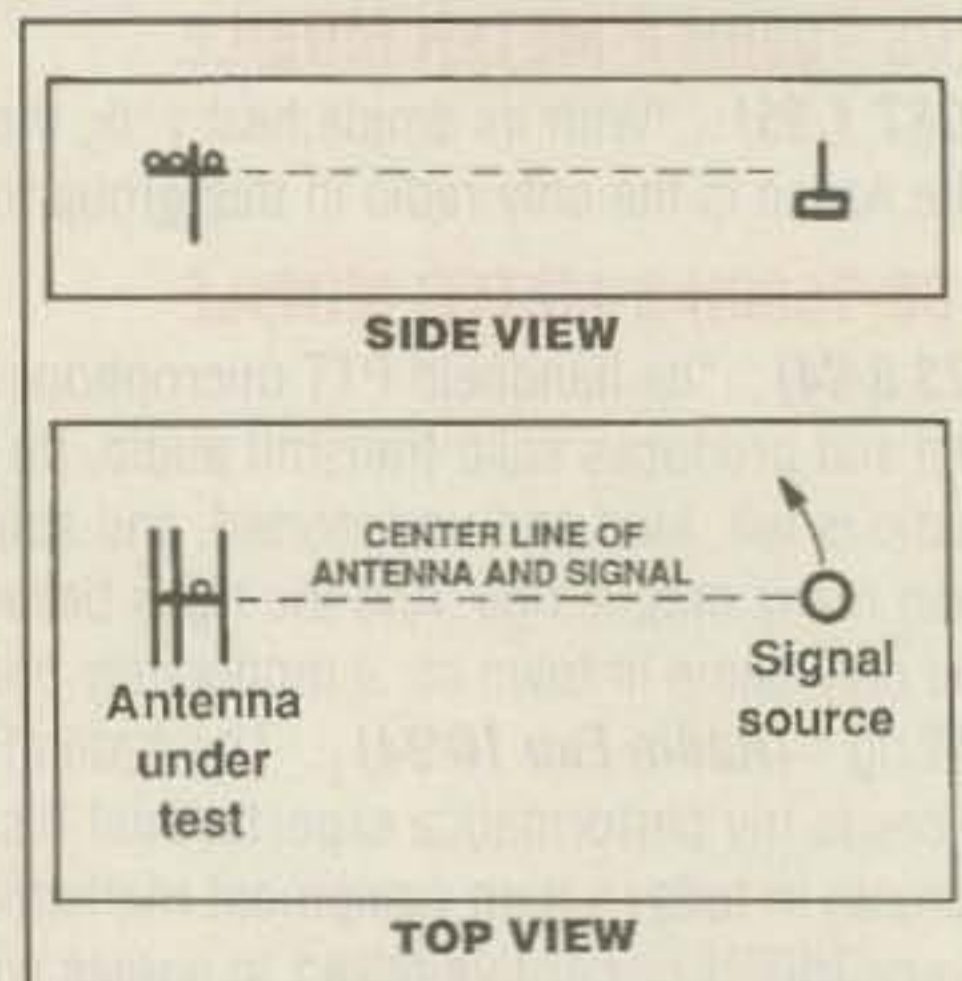 SIDE VIEW
CENTER LINE OF
ANTENNA AND SIGNAL
Antenna
under
test
Signal
source
TOP VIEW